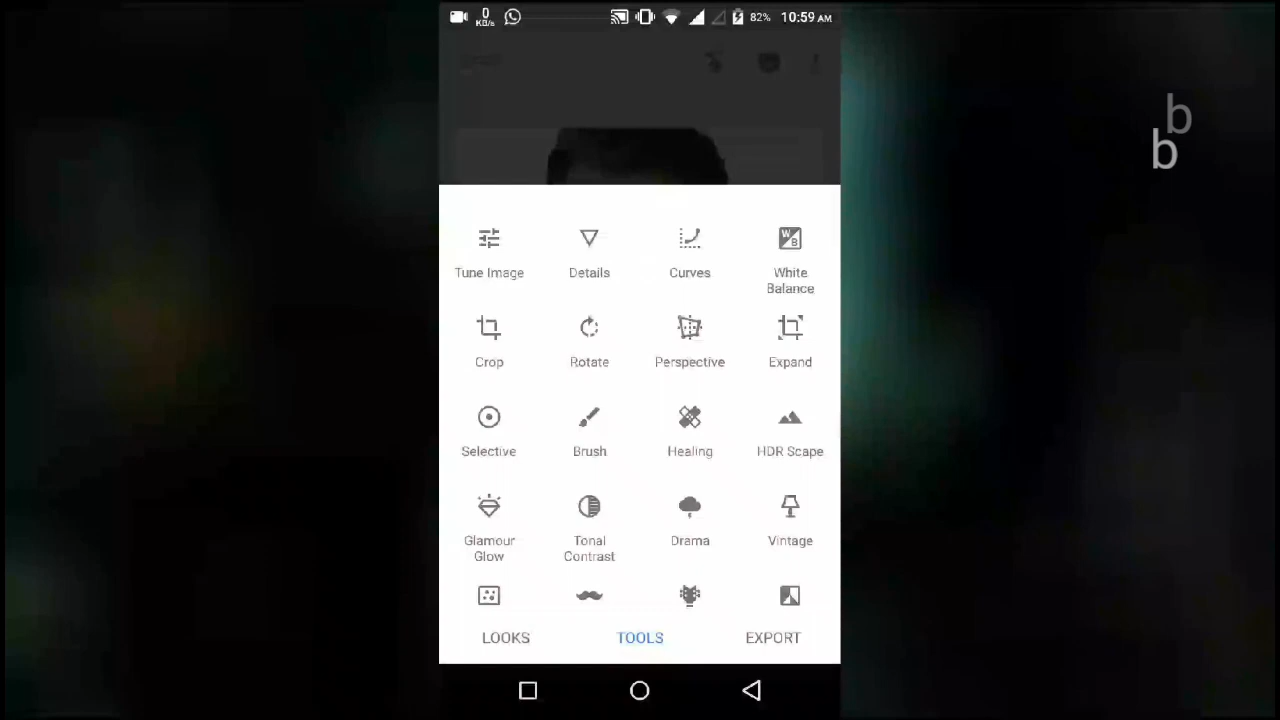 0
KB/s
82%
10:59 AM
b
b
Tune Image
Details
Curves
W
B
White
Balance
Crop
Rotate
Perspective
Expand
Selective
Brush
Healing
HDR Scape
Glamour
Glow
Tonal
Contrast
Drama
Vintage
LOOKS
TOOLS
EXPORT